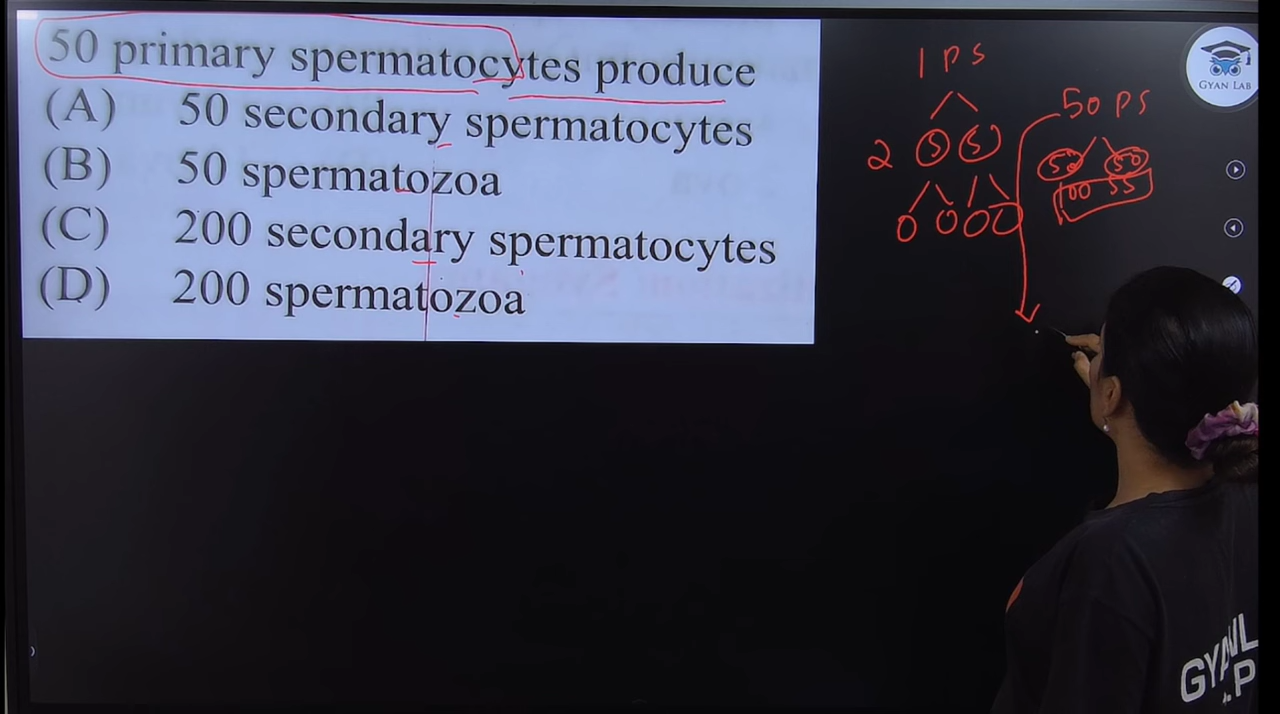 50 primary spermatocytes produce
(A) 50 secondary spermatocytes
(B) 50 spermatozoa
(C) 200 secondary spermatocytes
(D) 200 spermatozoa
1 PS
2 S S
50 PS
50 50
100 SS
GYAN LAB
GYAN L
.P